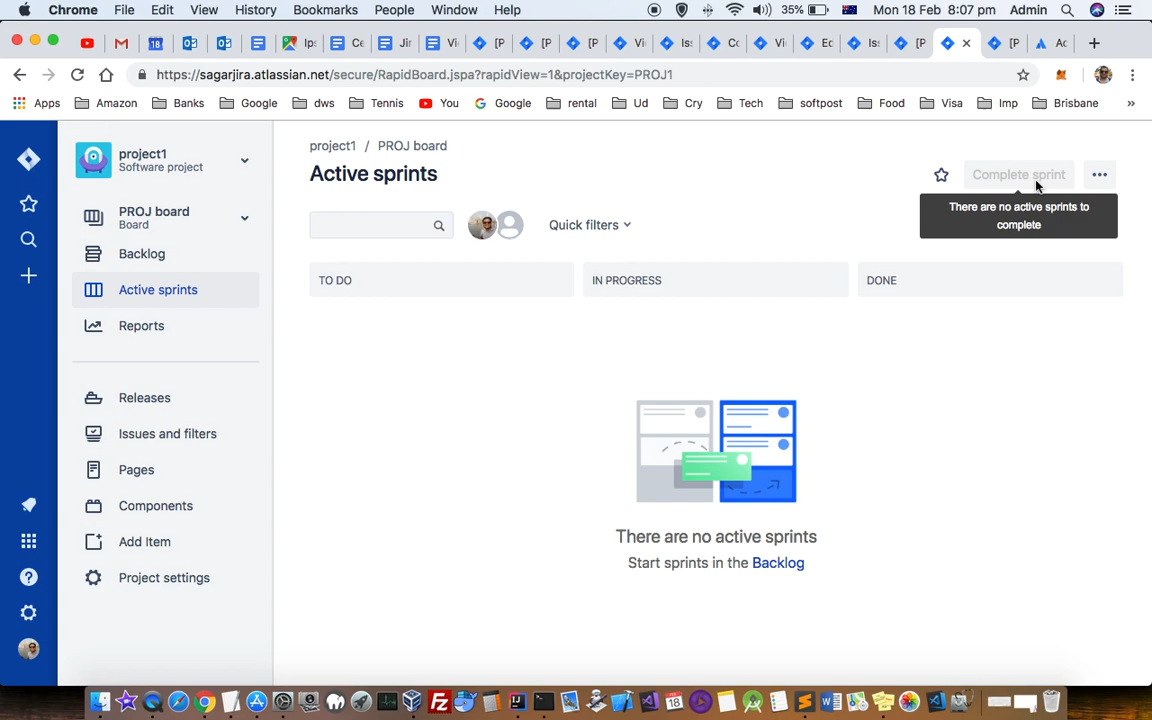 Chrome File Edit View History Bookmarks People Window Help 35% Mon 18 Feb 8:07 pm Admin
https://sagarjira.atlassian.net/secure/RapidBoard.jspa?rapidView=1&projectKey=PROJ1
Apps Amazon Banks Google dws Tennis You Google rental Ud Cry Tech softpost Food Visa Imp Brisbane »
project1
Software project
PROJ board
Board
Backlog
Active sprints
Reports
Releases
Issues and filters
Pages
Components
Add Item
Project settings
project1 / PROJ board
Active sprints
Complete sprint
There are no active sprints to
complete
Quick filters
TO DO IN PROGRESS DONE
There are no active sprints
Start sprints in the Backlog